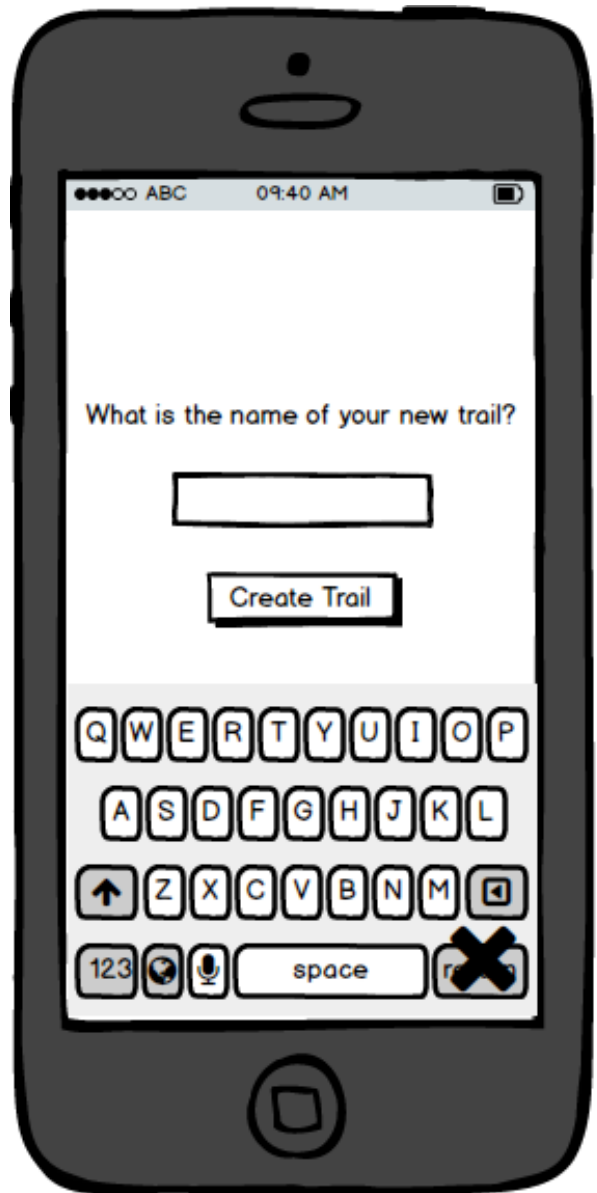 ABC 09:40 AM
What is the name of your new trail?
Create Trail
Q W E R T Y U I O P
A S D F G H J K L
Z X C V B N M
123 space